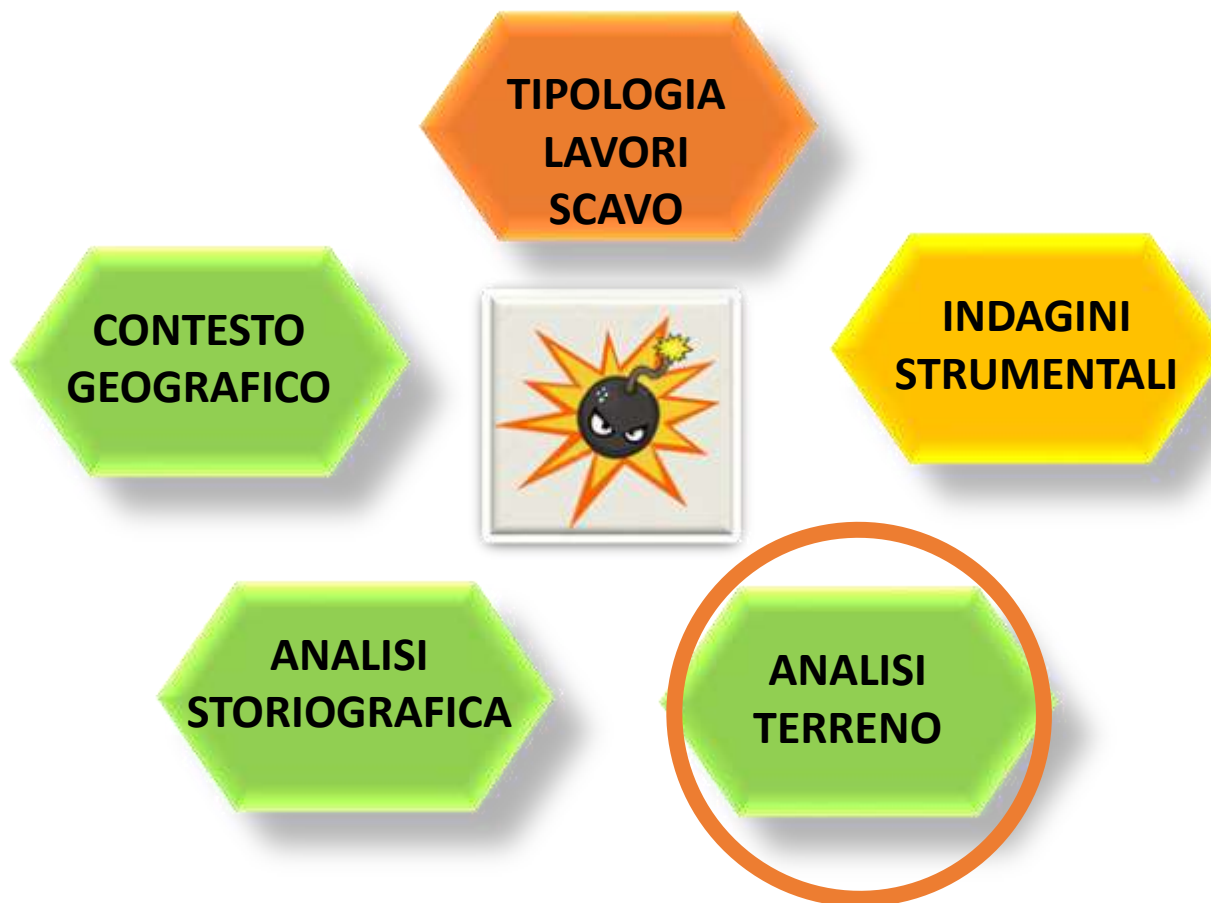 TIPOLOGIA
LAVORI
SCAVO
CONTESTO
GEOGRAFICO
INDAGINI
STRUMENTALI
ANALISI
STORIOGRAFICA
ANALISI
TERRENO